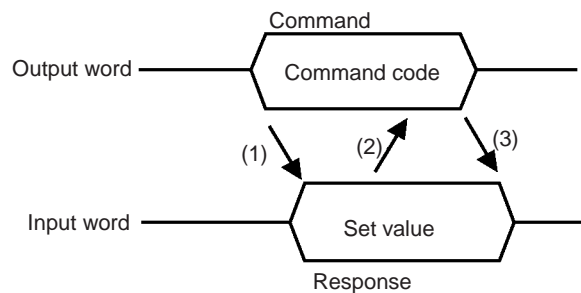 Command
Output word
Command code
(1)
(2)
(3)
Input word
Set value
Response